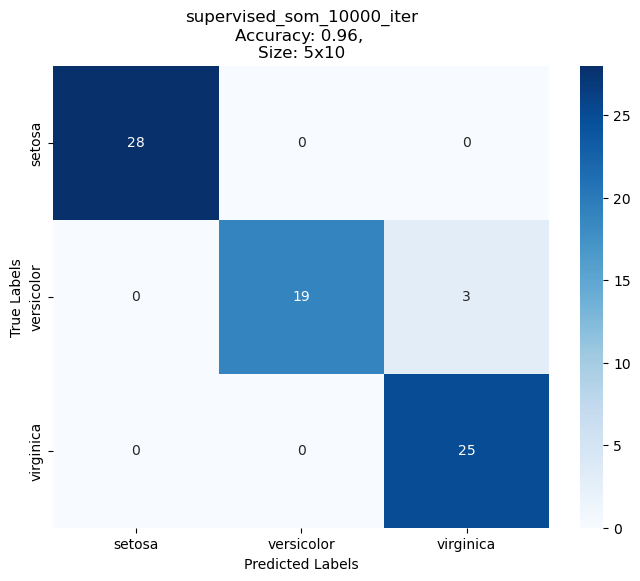 supervised_som_10000_iter
Accuracy: 0.96,
Size: 5x10
True Labels
setosa
versicolor
virginica
28 0 0
0 19 3
0 0 25
setosa versicolor virginica
Predicted Labels
25
20
15
10
5
0